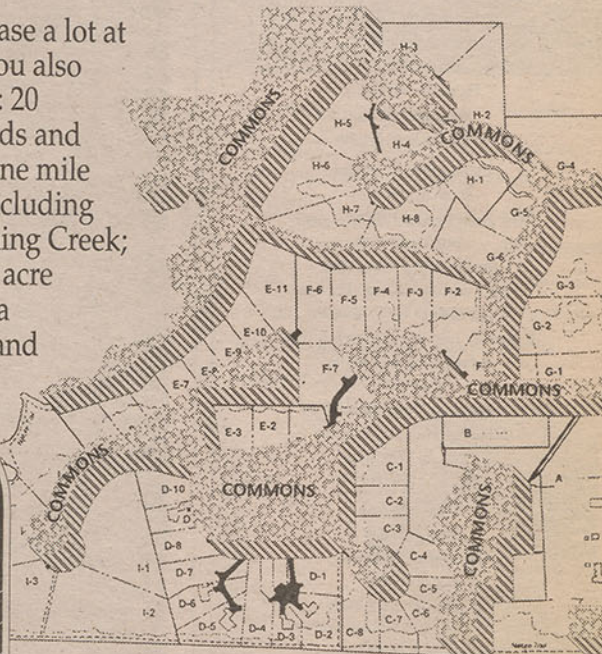 ase a lot at
ou also
: 20
ds and
ne mile
cluding
ing Creek;
acre
a
and
H-3
H-5
H-4
H-2
COMMONS
COMMONS
H-6
H-1
G-4
H-7
H-8
G-5
G-6
E-11
F-6
F-5
F-4
F-3
F-2
G-3
E-10
G-2
E-9
E-8
F-7
F
G-1
E-7
COMMONS
E-3
E-2
B
COMMONS
C-1
A
D-10
COMMONS
C-2
COMMONS
D
C-3
D-8
C-4
I-3
I-1
D-7
D-1
C-5
D-6
C-6
I-2
D-5
D-4
D-3
D-2
C-8
C-7
Nature Trail